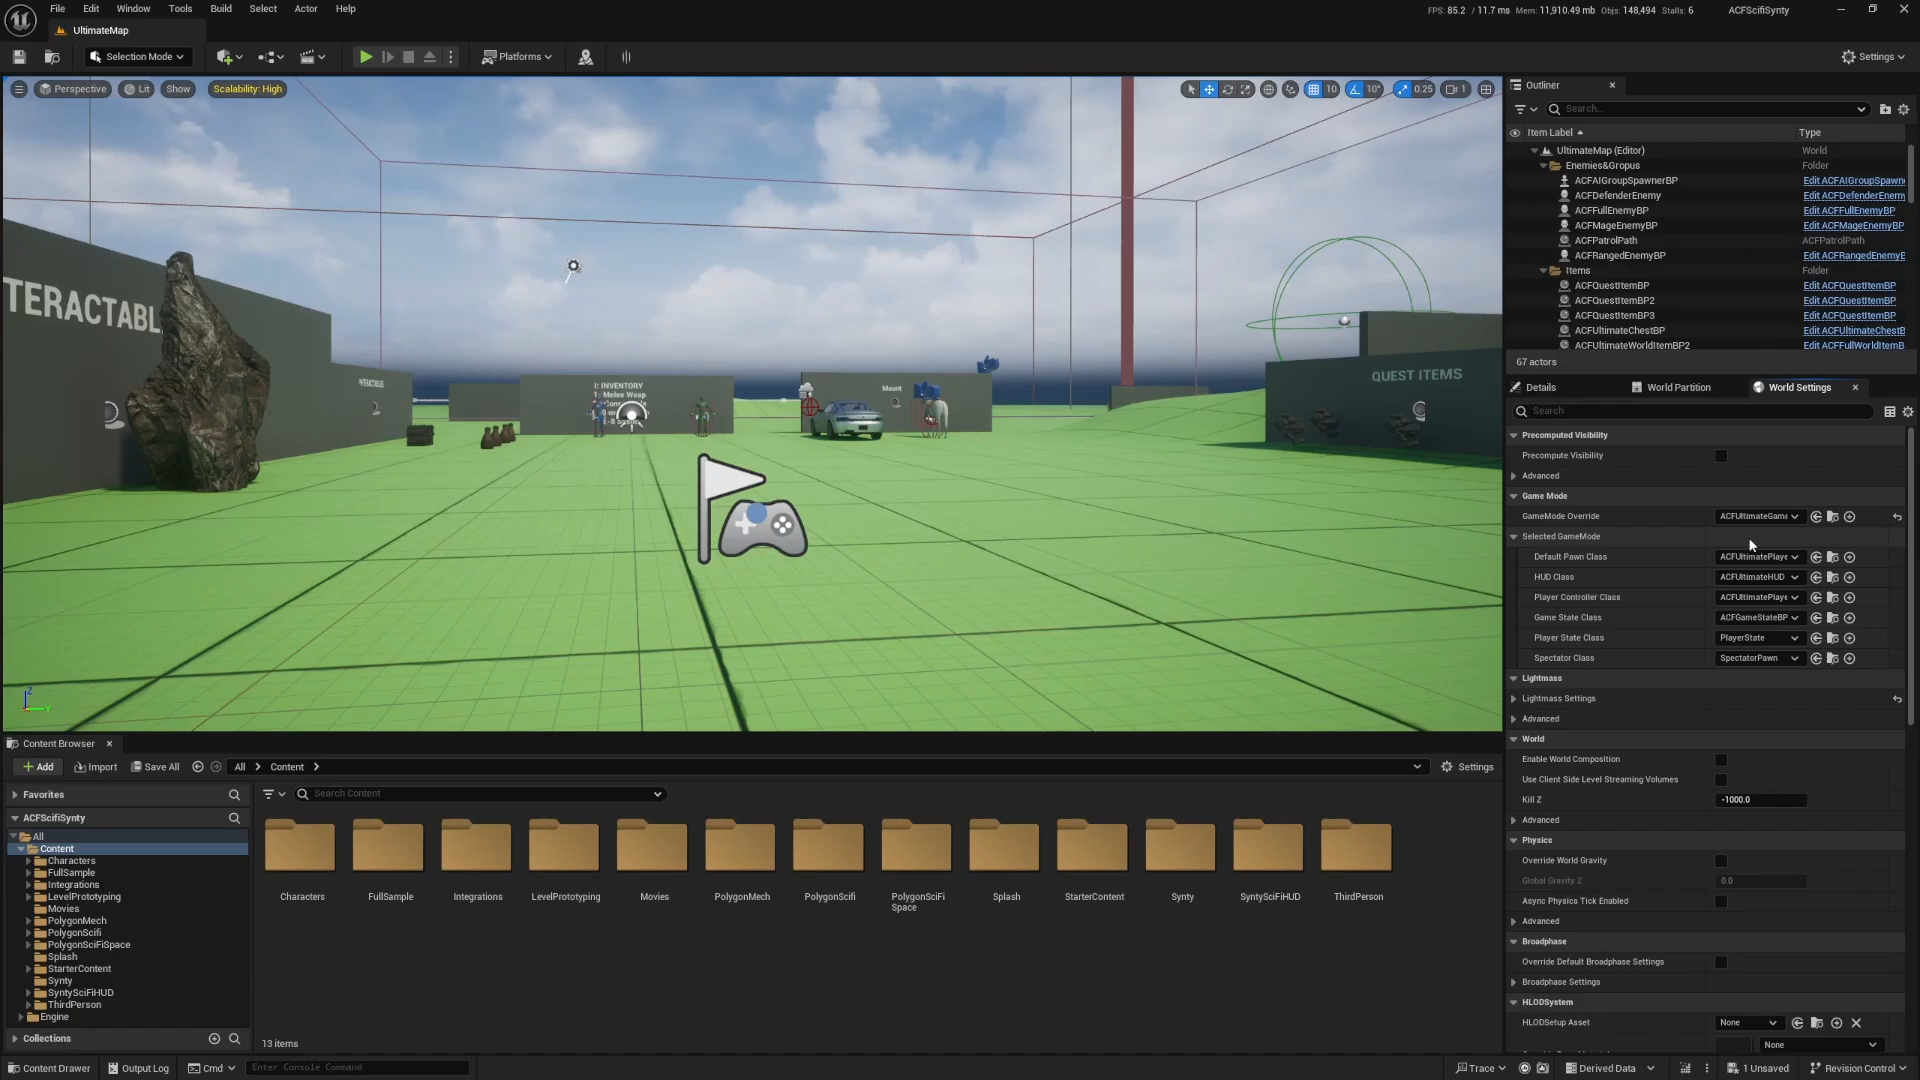 File Edit Window Tools Build Select Actor Help
FPS: 85.2 / 11.7 ms Mem: 11,910.49 mb Objs: 148,494 Stalls: 6
ACFScifiSynty
UltimateMap
Selection Mode
Platforms
Settings
Perspective
Lit
Show
Scalability: High
10
10°
0.25
1
TERACTABL
INTERACTABLES
I: INVENTORY
1: Melee Weap
Mount
QUEST ITEMS
Z
Y
Outliner
Search...
Item Label
Type
UltimateMap (Editor) World
Enemies&Gropus Folder
ACFAIGroupSpawnerBP Edit ACFAIGroupSpawn
ACFDefenderEnemy Edit ACFDefenderEnemy
ACFFullEnemyBP Edit ACFFullEnemyBP
ACFMageEnemyBP Edit ACFMageEnemyBP
ACFPatrolPath ACFPatrolPath
ACFRangedEnemyBP Edit ACFRangedEnemyB
Items Folder
ACFQuestItemBP Edit ACFQuestItemBP
ACFQuestItemBP2 Edit ACFQuestItemBP
ACFQuestItemBP3 Edit ACFQuestItemBP
ACFUltimateChestBP Edit ACFUltimateChestB
ACFUltimateWorldItemBP2 Edit ACFFullWorldItemB
67 actors
Details
World Partition
World Settings
Search
Precomputed Visibility
Precompute Visibility
Advanced
Game Mode
GameMode Override ACFUltimateGame
Selected GameMode
Default Pawn Class ACFUltimatePlaye
HUD Class ACFUltimateHUD
Player Controller Class ACFUltimatePlaye
Game State Class ACFGameStateBP
Player State Class PlayerState
Spectator Class SpectatorPawn
Lightmass
Lightmass Settings
Advanced
World
Enable World Composition
Use Client Side Level Streaming Volumes
Kill Z -1000.0
Advanced
Physics
Override World Gravity
Global Gravity Z 0.0
Async Physics Tick Enabled
Advanced
Broadphase
Override Default Broadphase Settings
Broadphase Settings
HLODSystem
HLODSetup Asset None
None
Content Browser
Add
Import
Save All
All
Content
Settings
Favorites
ACFScifiSynty
All
Content
Characters
FullSample
Integrations
LevelPrototyping
Movies
PolygonMech
PolygonScifi
PolygonSciFiSpace
Splash
StarterContent
Synty
SyntySciFiHUD
ThirdPerson
Engine
Collections
Search Content
Characters
FullSample
Integrations
LevelPrototyping
Movies
PolygonMech
PolygonScifi
PolygonSciFi
Space
Splash
StarterContent
Synty
SyntySciFiHUD
ThirdPerson
13 items
Content Drawer
Output Log
Cmd
Enter Console Command
Trace
Derived Data
1 Unsaved
Revision Control